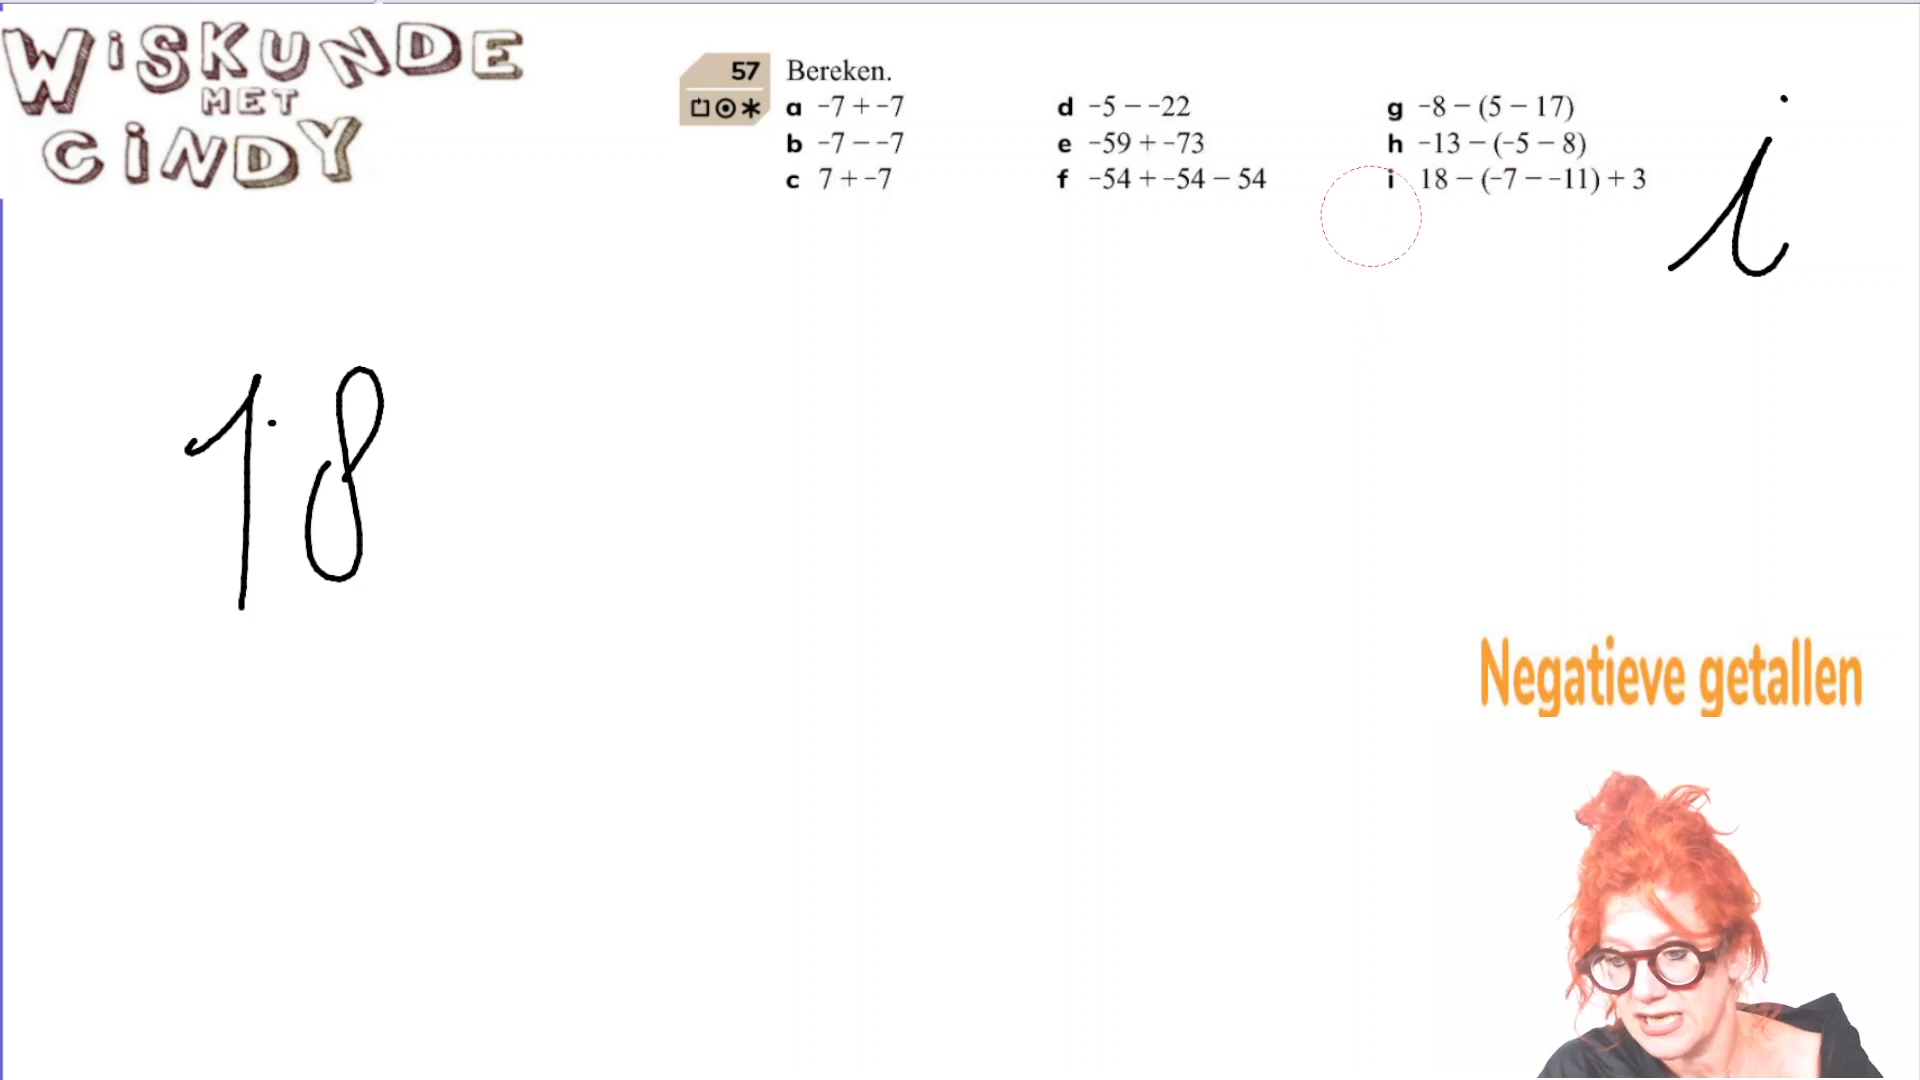 WiSKUNDE
MET
CiNDY
57 Bereken.
a -7 + -7
b -7 – -7
c 7 + -7
d -5 – -22
e -59 + -73
f -54 + -54 – 54
g -8 – (5 – 17)
h -13 – (-5 – 8)
i 18 – (-7 – -11) + 3
i
18
Negatieve getallen